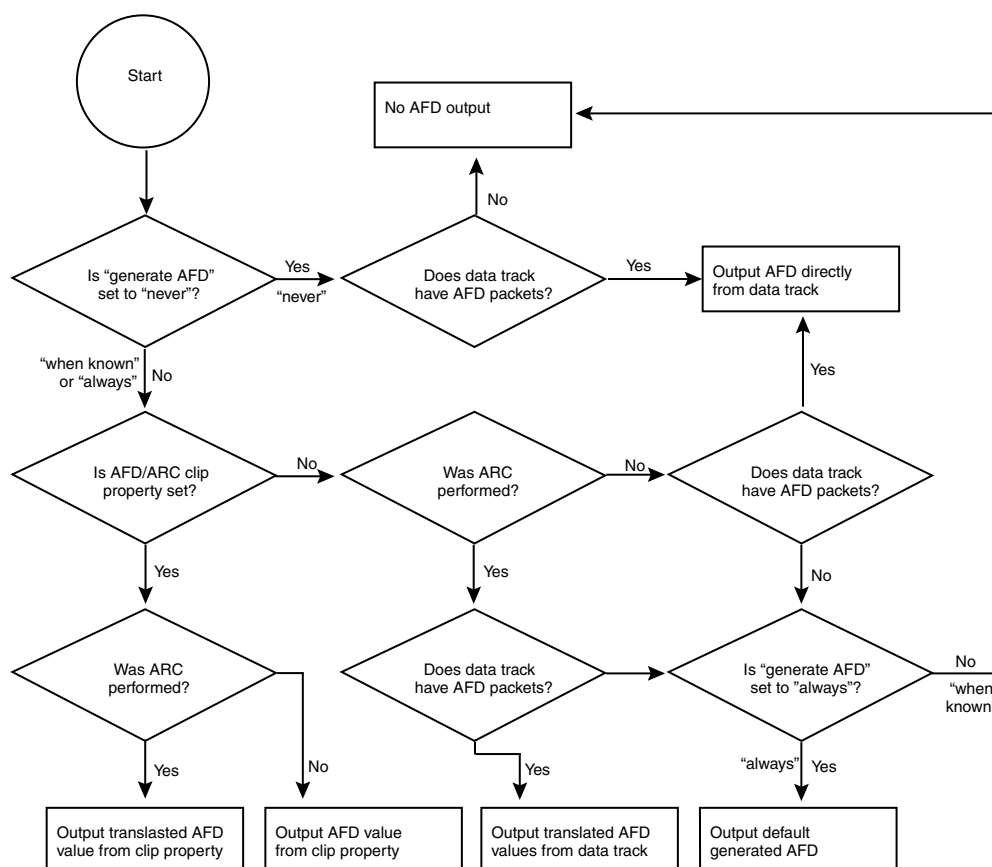 Start
No AFD output
No
Is “generate AFD”
set to “never”?
Yes
“never”
Does data track
have AFD packets?
Yes
Output AFD directly
from data track
“when known”
or “always”
No
Yes
Is AFD/ARC clip
property set?
No
Was ARC
performed?
No
Does data track
have AFD packets?
Yes
Yes
No
Was ARC
performed?
Does data track
have AFD packets?
Is “generate AFD”
set to ”always”?
No
“when
known”
Yes
No
Yes
“always”
Yes
Output translasted AFD
value from clip property
Output AFD value
from clip property
Output translated AFD
values from data track
Output default
generated AFD